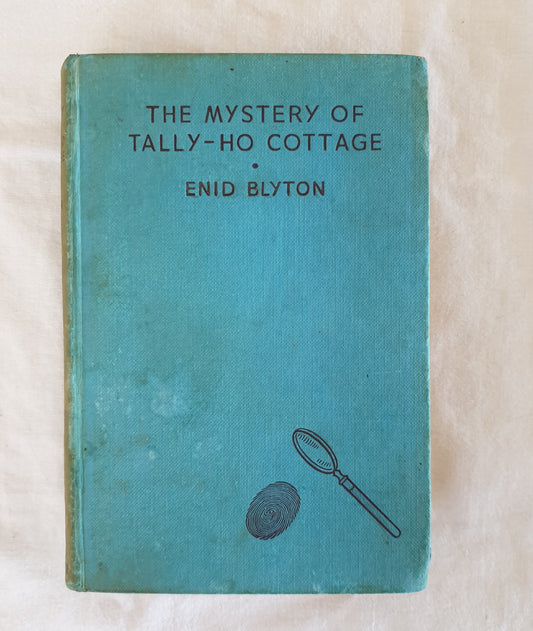 THE MYSTERY OF
TALLY-HO COTTAGE
•
ENID BLYTON